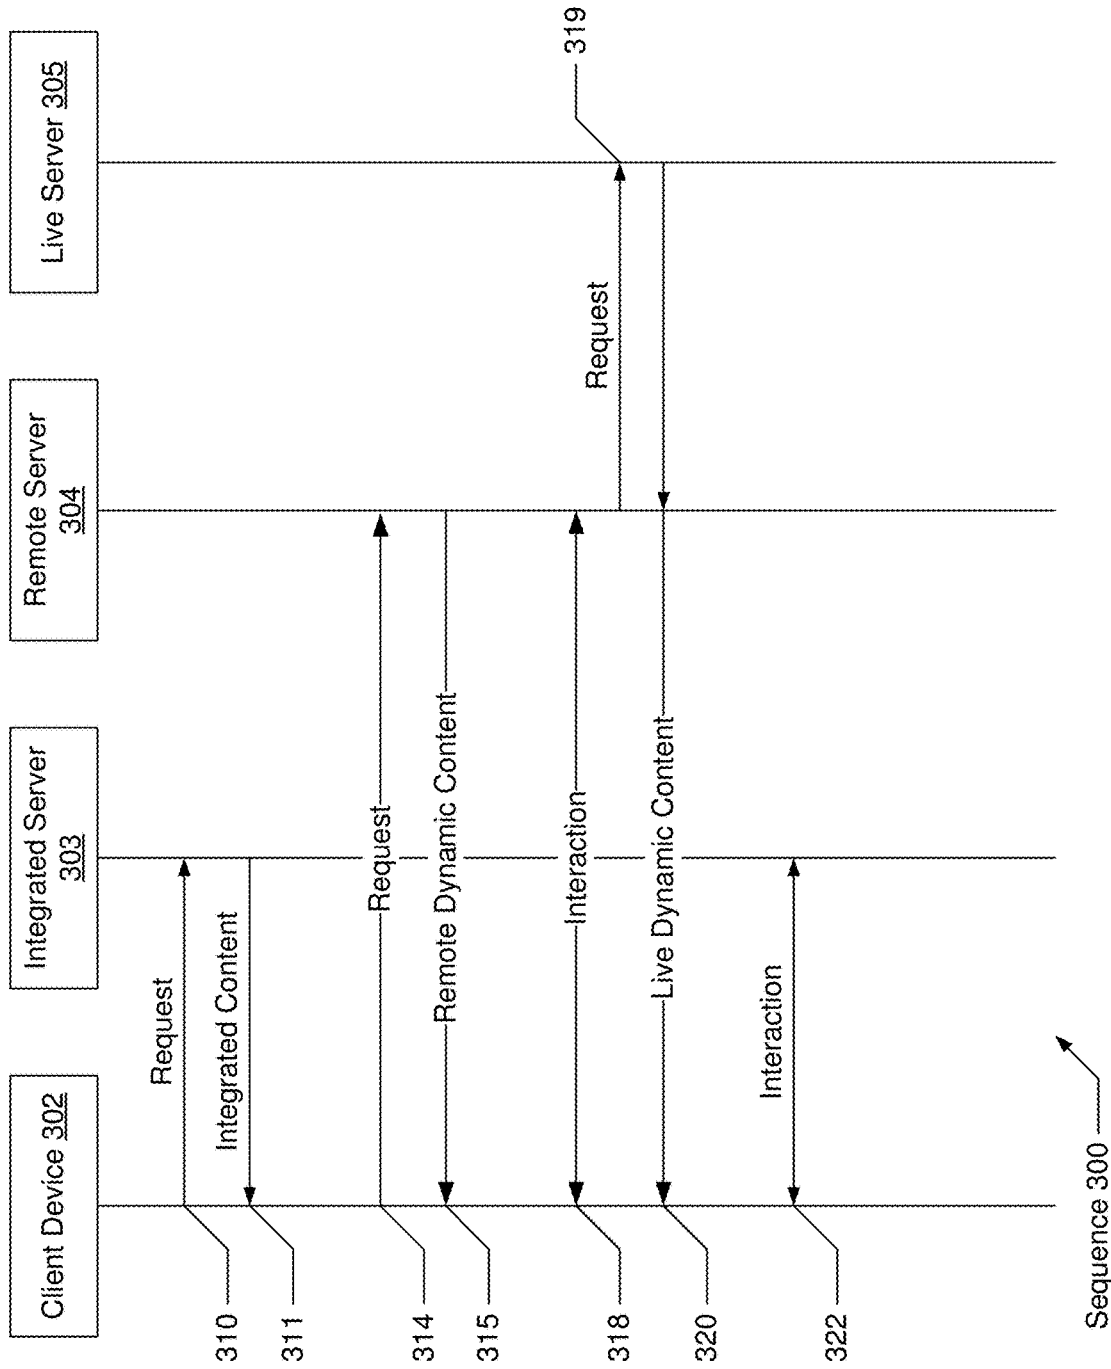 Client Device 302
Integrated Server
303
Remote Server
304
Live Server 305
310
Request
311
Integrated Content
314
Request
315
Remote Dynamic Content
318
Interaction
Request
319
320
Live Dynamic Content
322
Interaction
Sequence 300